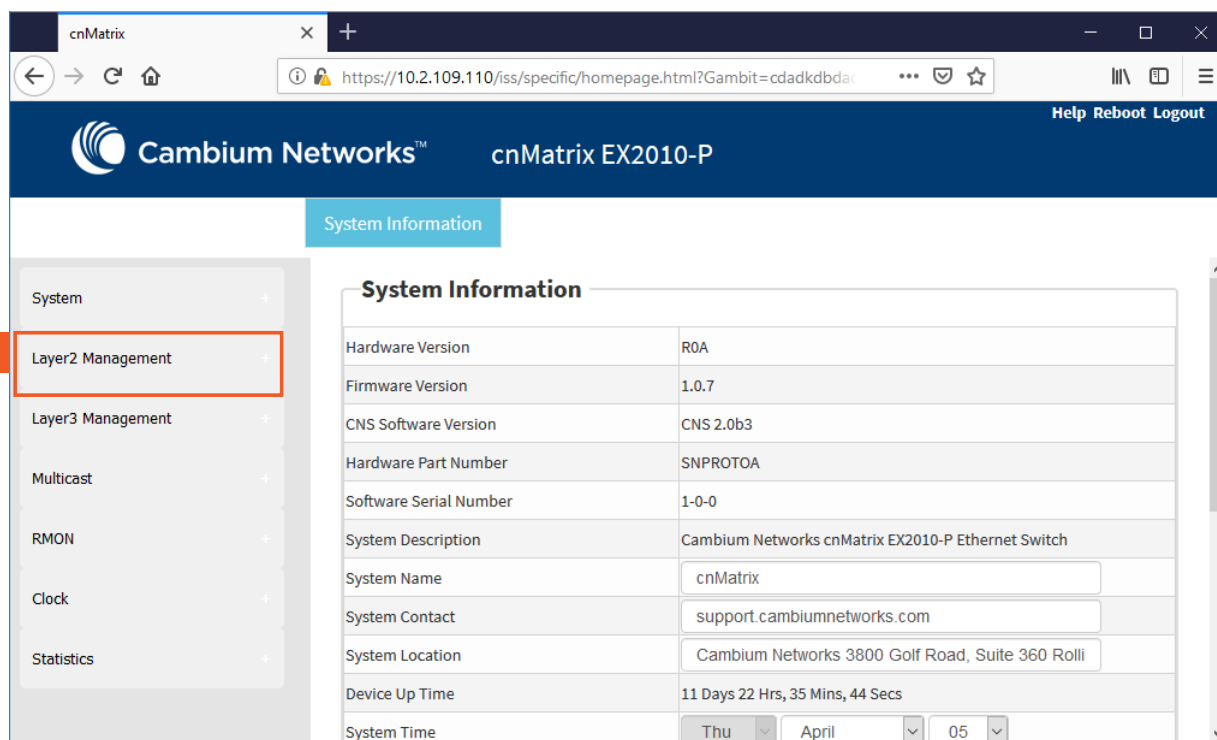 cnMatrix
https://10.2.109.110/iss/specific/homepage.html?Gambit=cdadkdbdac
Help Reboot Logout
Cambium Networks™ cnMatrix EX2010-P
System Information
System +
Layer2 Management +
Layer3 Management +
Multicast +
RMON +
Clock +
Statistics +
System Information
Hardware Version R0A
Firmware Version 1.0.7
CNS Software Version CNS 2.0b3
Hardware Part Number SNPROTOA
Software Serial Number 1-0-0
System Description Cambium Networks cnMatrix EX2010-P Ethernet Switch
System Name cnMatrix
System Contact support.cambiumnetworks.com
System Location Cambium Networks 3800 Golf Road, Suite 360 Rolli
Device Up Time 11 Days 22 Hrs, 35 Mins, 44 Secs
System Time Thu April 05